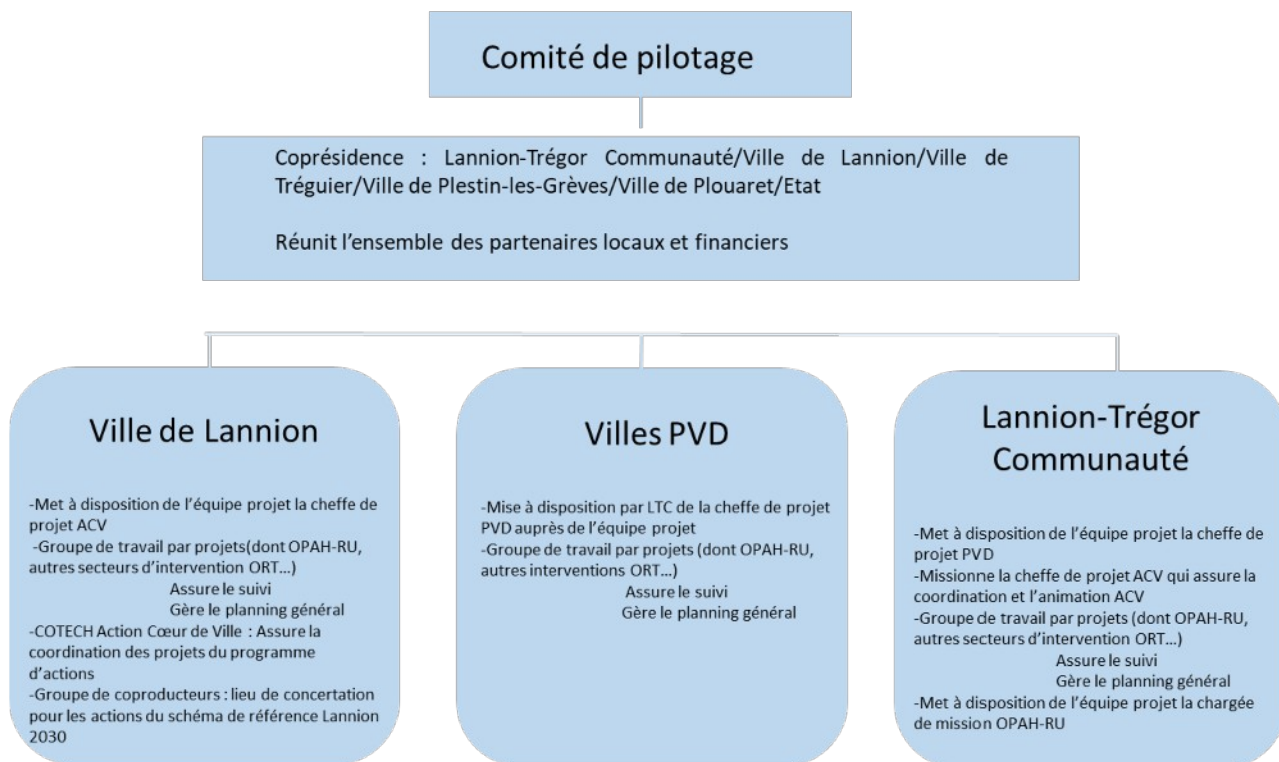 Comité de pilotage
Coprésidence : Lannion-Trégor Communauté/Ville de Lannion/Ville de
Tréguier/Ville de Plestin-les-Grèves/Ville de Plouaret/Etat
Réunit l’ensemble des partenaires locaux et financiers
Ville de Lannion
-Met à disposition de l’équipe projet la cheffe de
projet ACV
-Groupe de travail par projets(dont OPAH-RU,
autres secteurs d’intervention ORT…)
Assure le suivi
Gère le planning général
-COTECH Action Cœur de Ville : Assure la
coordination des projets du programme
d’actions
-Groupe de coproducteurs : lieu de concertation
pour les actions du schéma de référence Lannion
2030
Villes PVD
-Mise à disposition par LTC de la cheffe de projet
PVD auprès de l’équipe projet
-Groupe de travail par projets (dont OPAH-RU,
autres interventions ORT…)
Assure le suivi
Gère le planning général
Lannion-Trégor
Communauté
-Met à disposition de l’équipe projet la cheffe de
projet PVD
-Missionne la cheffe de projet ACV qui assure la
coordination et l’animation ACV
-Groupe de travail par projets (dont OPAH-RU,
autres secteurs d’intervention ORT…)
Assure le suivi
Gère le planning général
-Met à disposition de l’équipe projet la chargée
de mission OPAH-RU